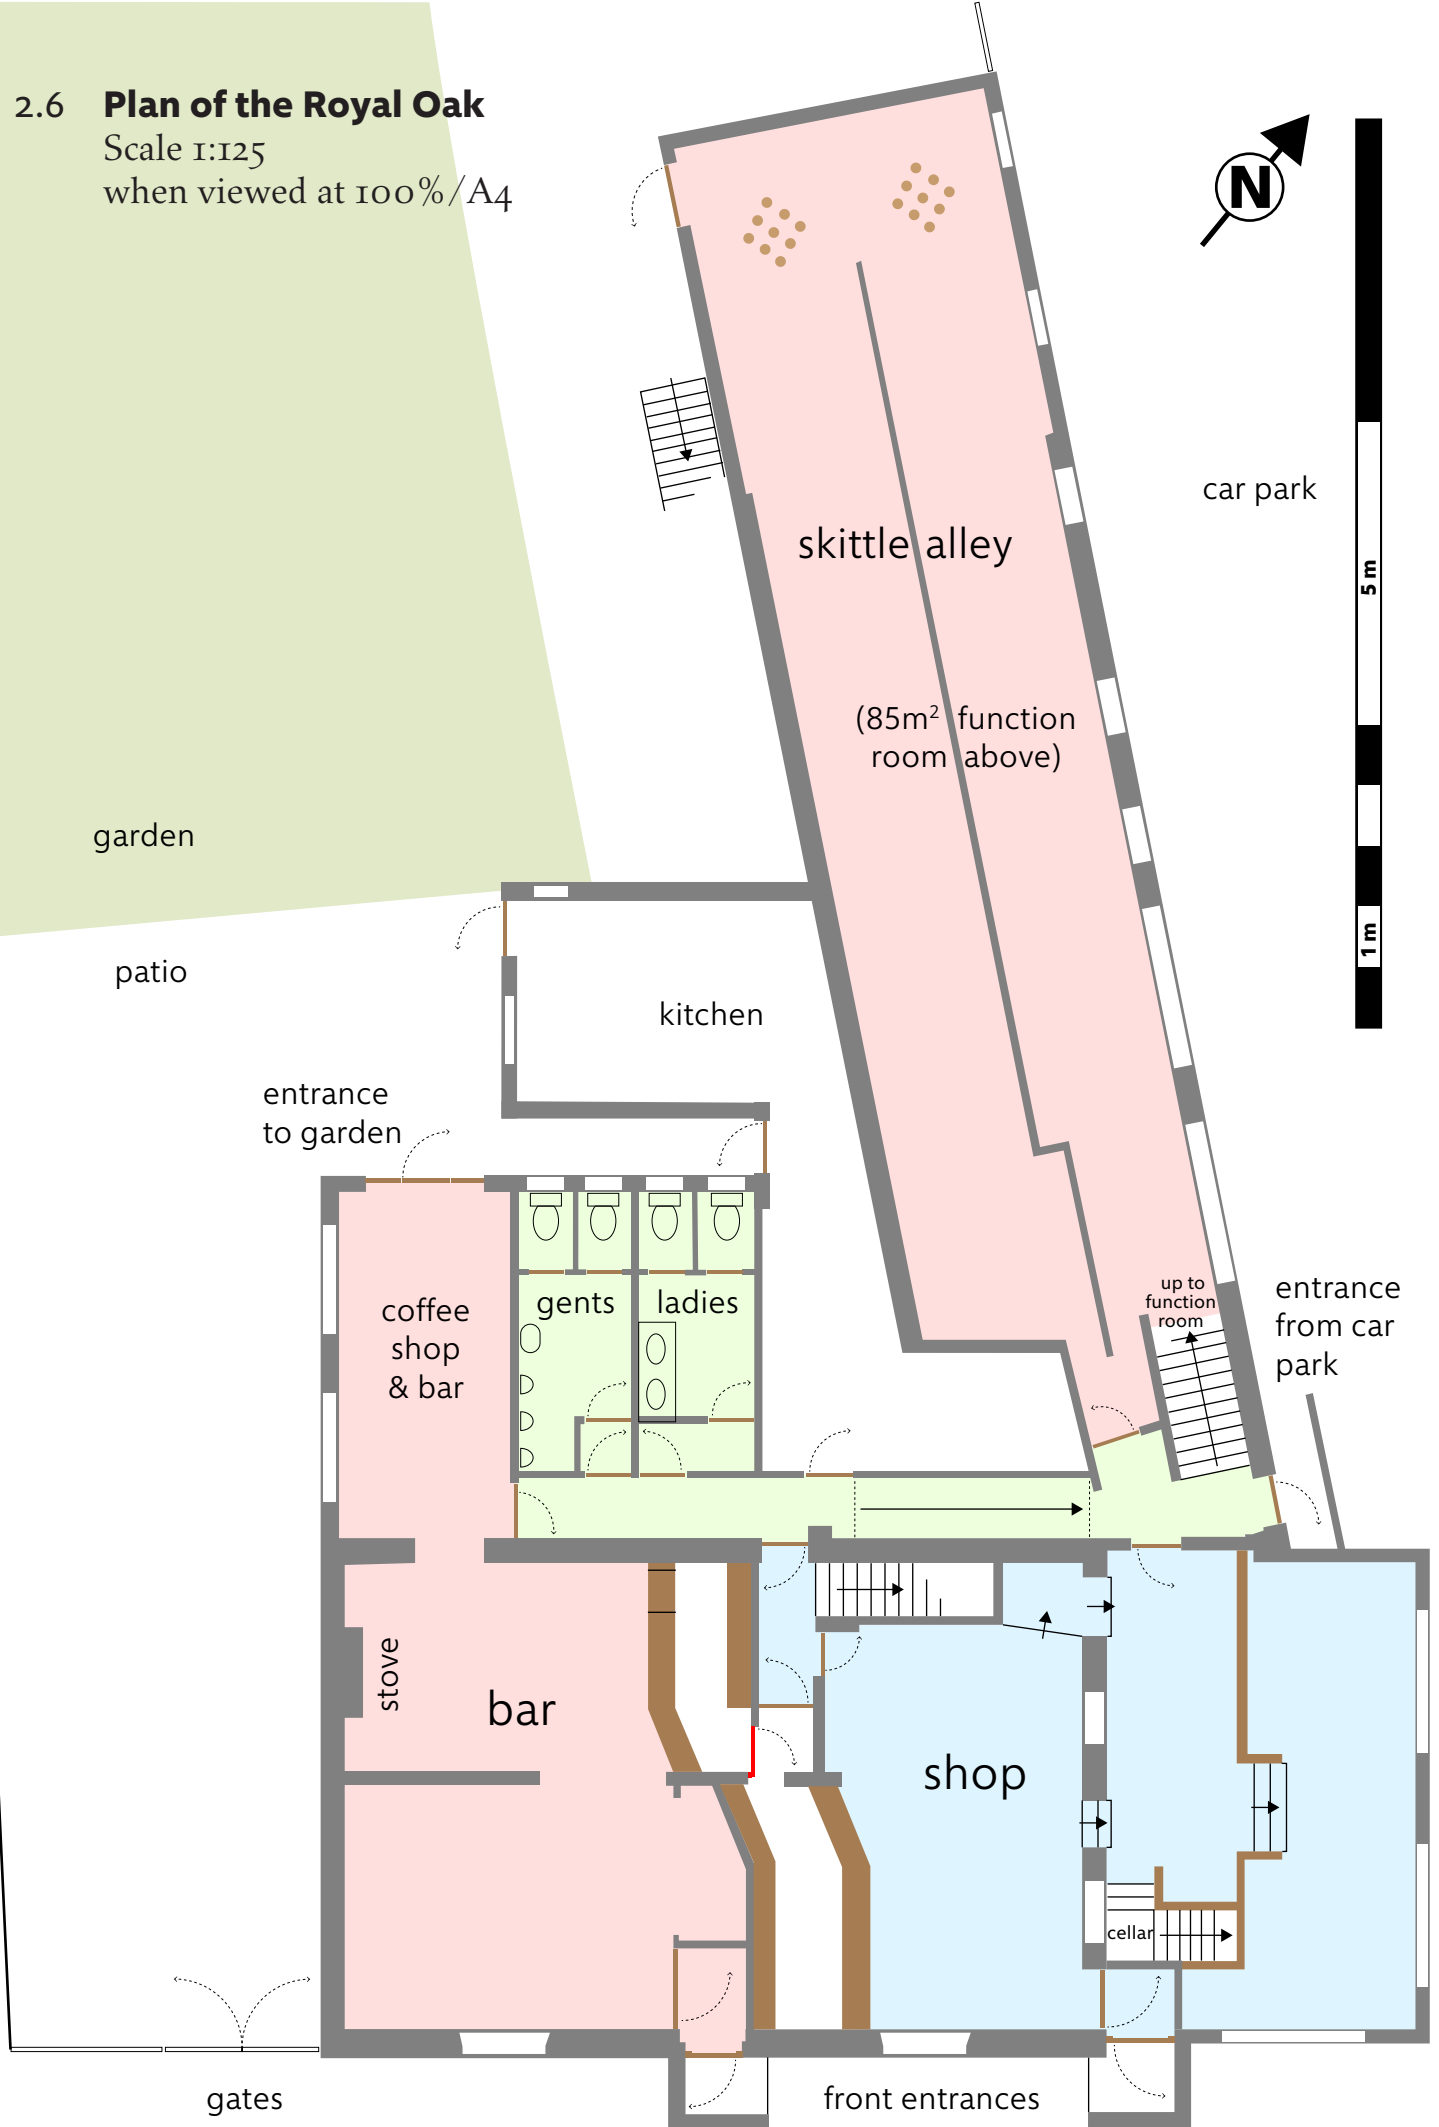 2.6 Plan of the Royal Oak
Scale 1:125
when viewed at 100%/A4
N
car park
5 m
1 m
skittle alley
(85m² function
room above)
garden
patio
kitchen
entrance
to garden
up to
function
room
entrance
from car
park
coffee
shop
& bar
gents
ladies
stove
bar
shop
cellar
gates
front entrances